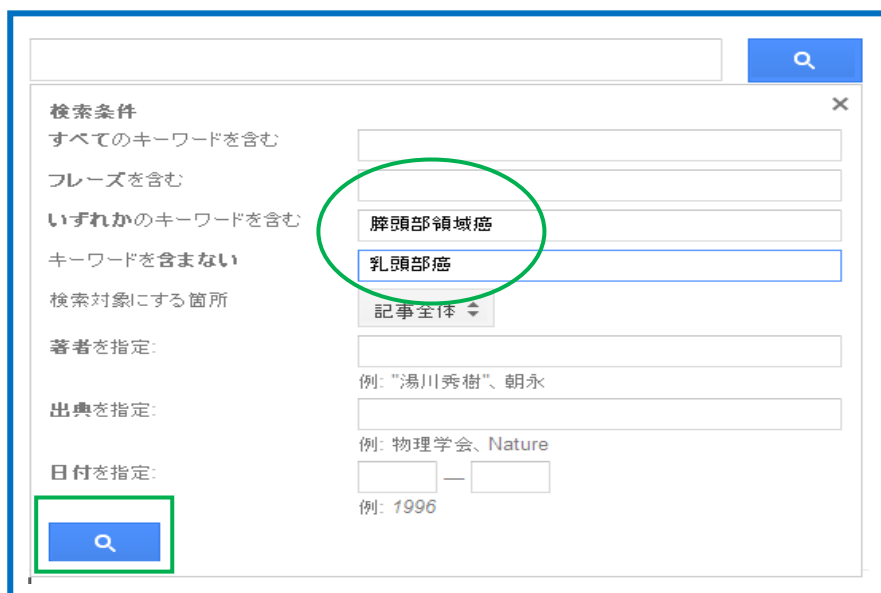 検索条件
すべてのキーワードを含む
フレーズを含む
いずれかのキーワードを含む 膵頭部領域癌
キーワードを含まない 乳頭部癌
検索対象にする箇所 記事全体
著者を指定:
例: "湯川秀樹"、朝永
出典を指定:
例: 物理学会、Nature
日付を指定: —
例: 1996